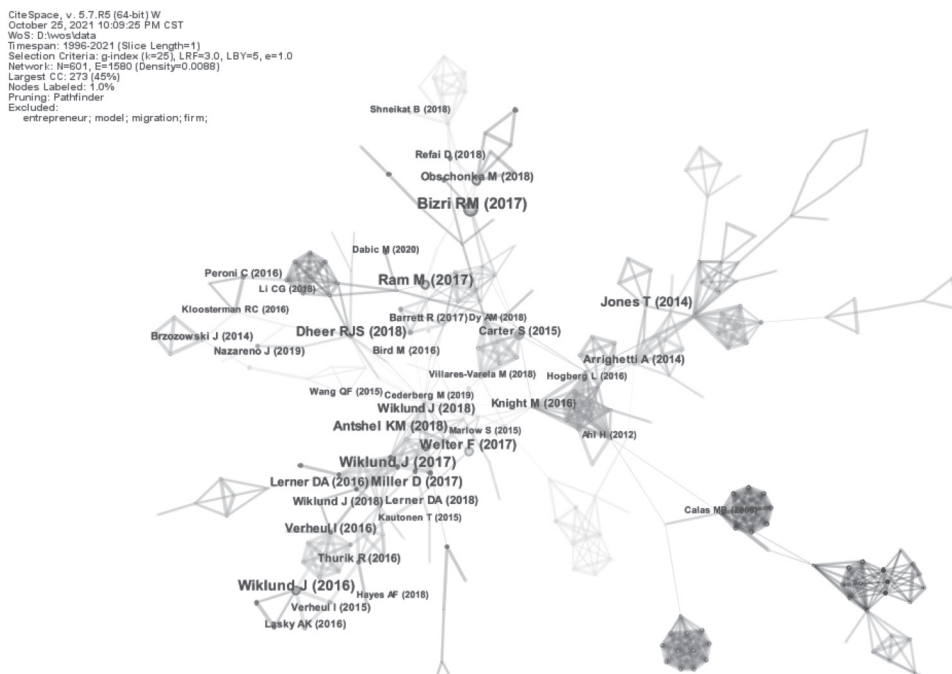 CiteSpace, v. 5.7.R5 (64-bit) W
October 25, 2021 10:09:25 PM CST
WoS: D:\wos\data
Timespan: 1996-2021 (Slice Length=1)
Selection Criteria: g-index (k=25), LRF=3.0, LBY=5, e=1.0
Network: N=601, E=1580 (Density=0.0088)
Largest CC: 273 (45%)
Nodes Labeled: 1.0%
Pruning: Pathfinder
Excluded:
entrepreneur; model; migration; firm;
Shneikat B (2018)
Refai D (2018)
Obschonka M (2018)
Bizri RM (2017)
Dabic M (2020)
Peroni C (2016)
Ram M (2017)
Li CG (2018)
Jones T (2014)
Kloosterman RC (2016)
Barrett R (2017) Dy AM (2018)
Dheer RJS (2018)
Carter S (2015)
Brzozowski J (2014)
Nazareno J (2019)
Bird M (2016)
Arrighetti A (2014)
Villares-Varela M (2018)
Hogberg L (2016)
Wang QF (2015)
Cederberg M (2019)
Wiklund J (2018)
Knight M (2016)
Antshel KM (2018)
Marlow S (2015)
Ahl H (2012)
Welter F (2017)
Wiklund J (2017)
Lerner DA (2016) Miller D (2017)
Wiklund J (2018) Lerner DA (2018)
Calas MB
Kautonen T (2015)
Verheul I (2016)
Thurik R (2016)
Wiklund J (2016)
Hayes AF (2018)
Verheul I (2015)
Lasky AK (2016)